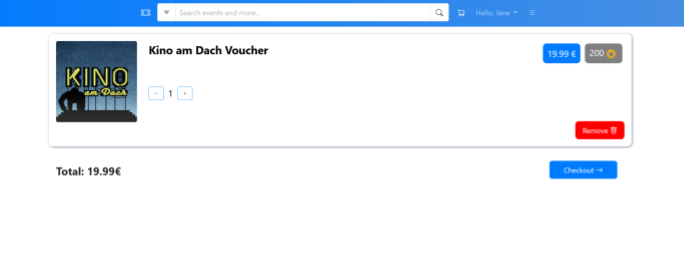 Search events and more...
Hello, Jane
KINO
am Dach
Kino am Dach Voucher
19.99 €
200
- 1 +
Remove
Total: 19.99€
Checkout →